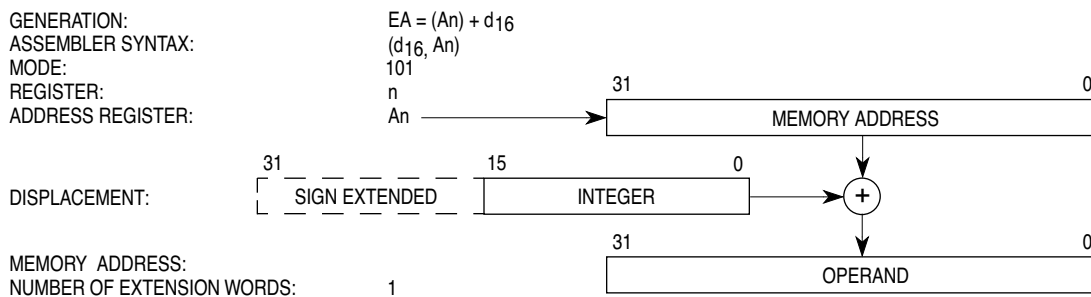 GENERATION: EA = (An) + d16
ASSEMBLER SYNTAX: (d16, An)
MODE: 101
REGISTER: n
31 0
ADDRESS REGISTER: An MEMORY ADDRESS
31 15 0
DISPLACEMENT: SIGN EXTENDED INTEGER +
31 0
MEMORY ADDRESS: OPERAND
NUMBER OF EXTENSION WORDS: 1